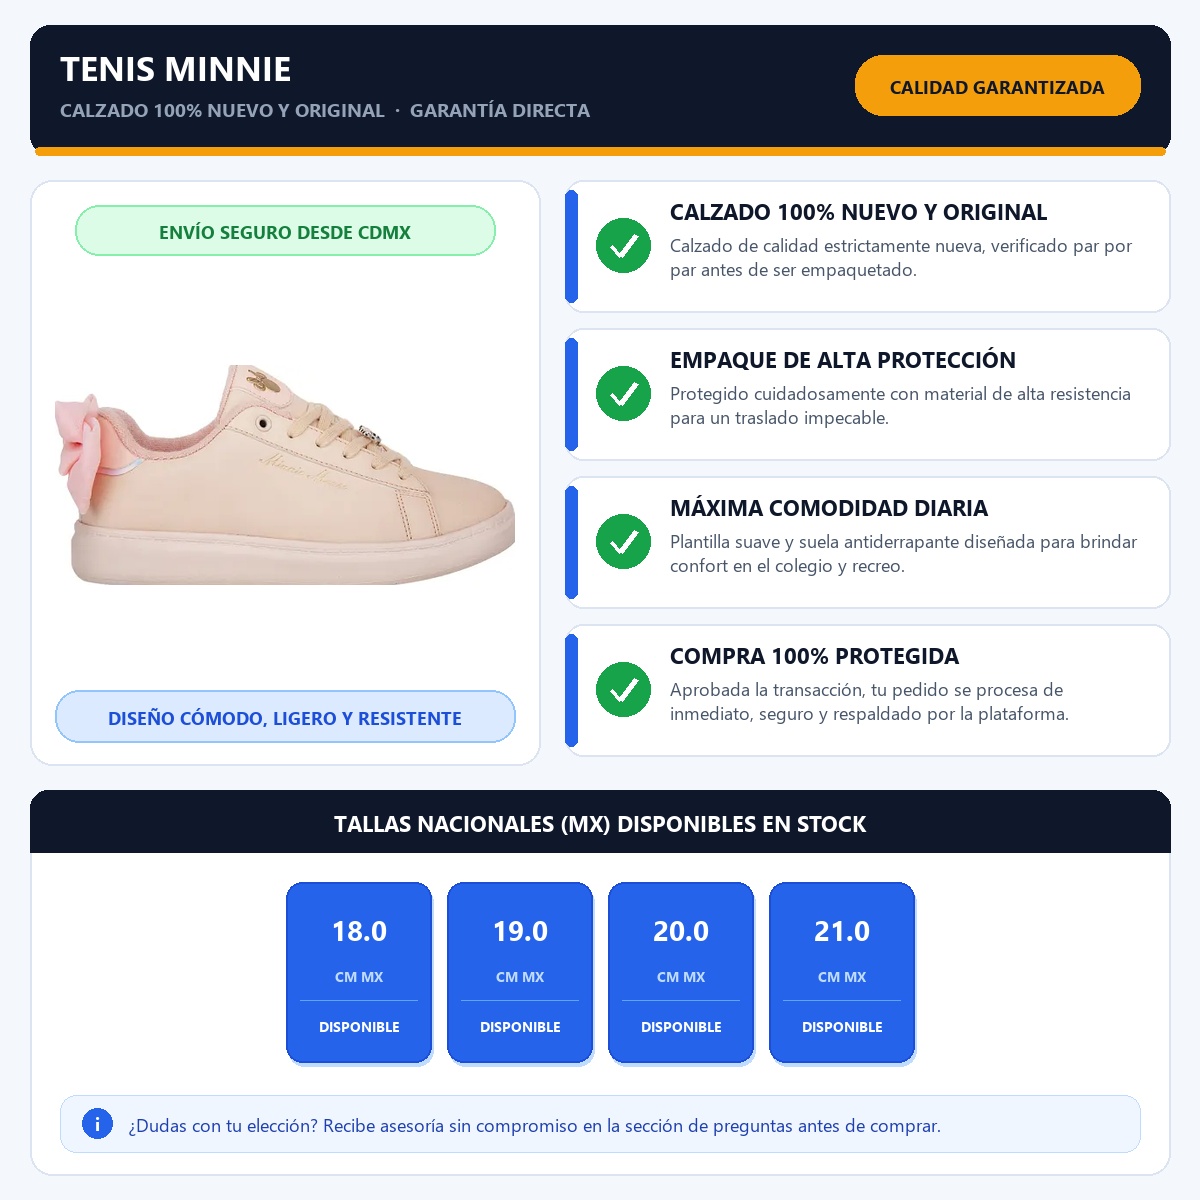 TENIS MINNIE
CALZADO 100% NUEVO Y ORIGINAL · GARANTÍA DIRECTA
CALIDAD GARANTIZADA
ENVÍO SEGURO DESDE CDMX
Minnie Mouse
DISEÑO CÓMODO, LIGERO Y RESISTENTE
CALZADO 100% NUEVO Y ORIGINAL
Calzado de calidad estrictamente nueva, verificado par por
par antes de ser empaquetado.
EMPAQUE DE ALTA PROTECCIÓN
Protegido cuidadosamente con material de alta resistencia
para un traslado impecable.
MÁXIMA COMODIDAD DIARIA
Plantilla suave y suela antiderrapante diseñada para brindar
confort en el colegio y recreo.
COMPRA 100% PROTEGIDA
Aprobada la transacción, tu pedido se procesa de
inmediato, seguro y respaldado por la plataforma.
TALLAS NACIONALES (MX) DISPONIBLES EN STOCK
18.0
CM MX
DISPONIBLE
19.0
CM MX
DISPONIBLE
20.0
CM MX
DISPONIBLE
21.0
CM MX
DISPONIBLE
¿Dudas con tu elección? Recibe asesoría sin compromiso en la sección de preguntas antes de comprar.